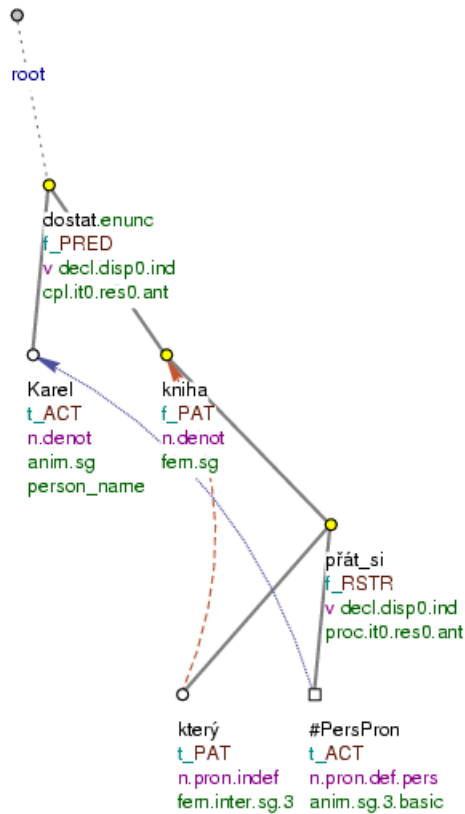 root
dostat.enunc
f_PRED
v decl.disp0.ind
cpl.it0.res0.ant
Karel
t_ACT
n.denot
anim.sg
person_name
kniha
f_PAT
n.denot
fem.sg
přát_si
f_RSTR
v decl.disp0.ind
proc.it0.res0.ant
který
t_PAT
n.pron.indef
fem.inter.sg.3
#PersPron
t_ACT
n.pron.def.pers
anim.sg.3.basic